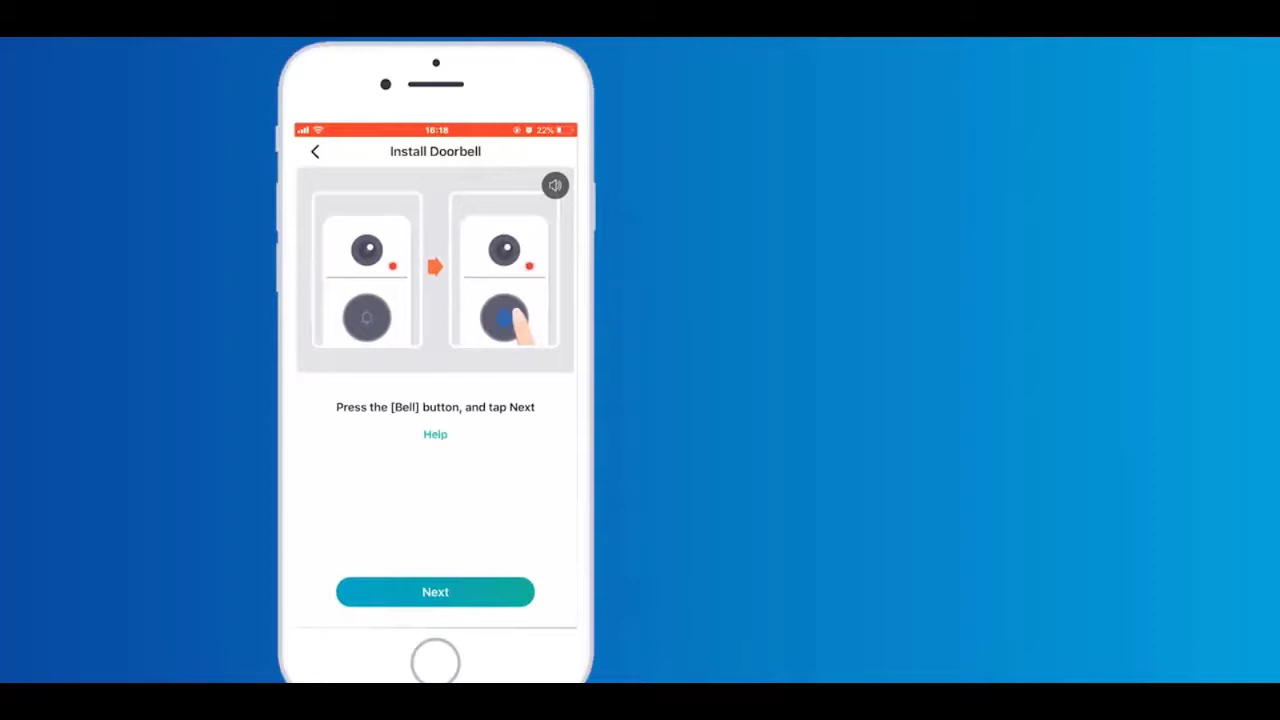 16:18
22%
Install Doorbell
Press the [Bell] button, and tap Next
Help
Next